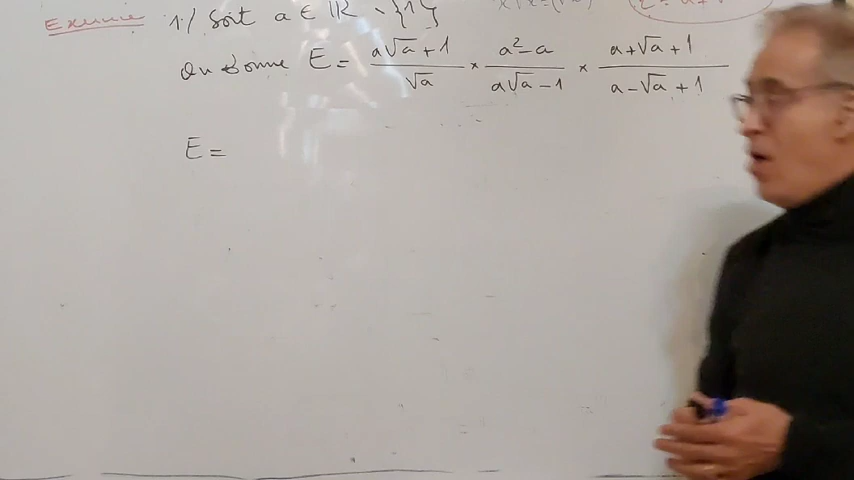 Exercice 1°/ Soit a ∈ ℝ \ {1}
On donne E = (a√a + 1)/√a × (a² - a)/(a√a - 1) × (a + √a + 1)/(a - √a + 1)
E =